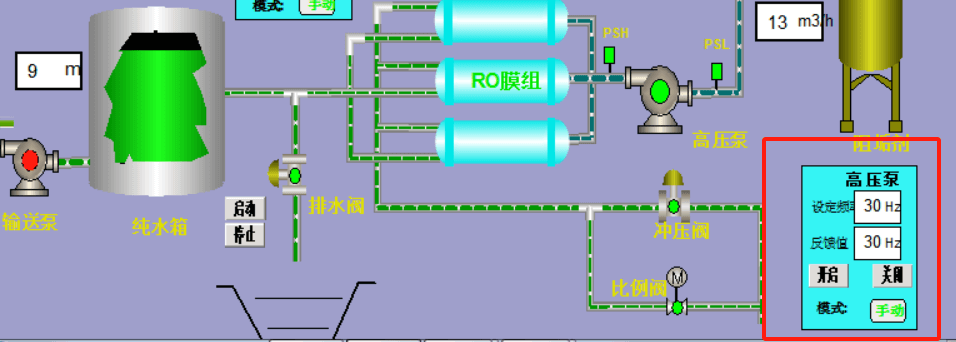 模式:
手动
13 m3/h
PSH
PSL
9 m
RO膜组
高压泵
阻垢剂
高压泵
设定频率 30 Hz
反馈值 30 Hz
开启
关闭
模式:
手动
输送泵
纯水箱
启动
停止
排水阀
冲压阀
比例阀
M